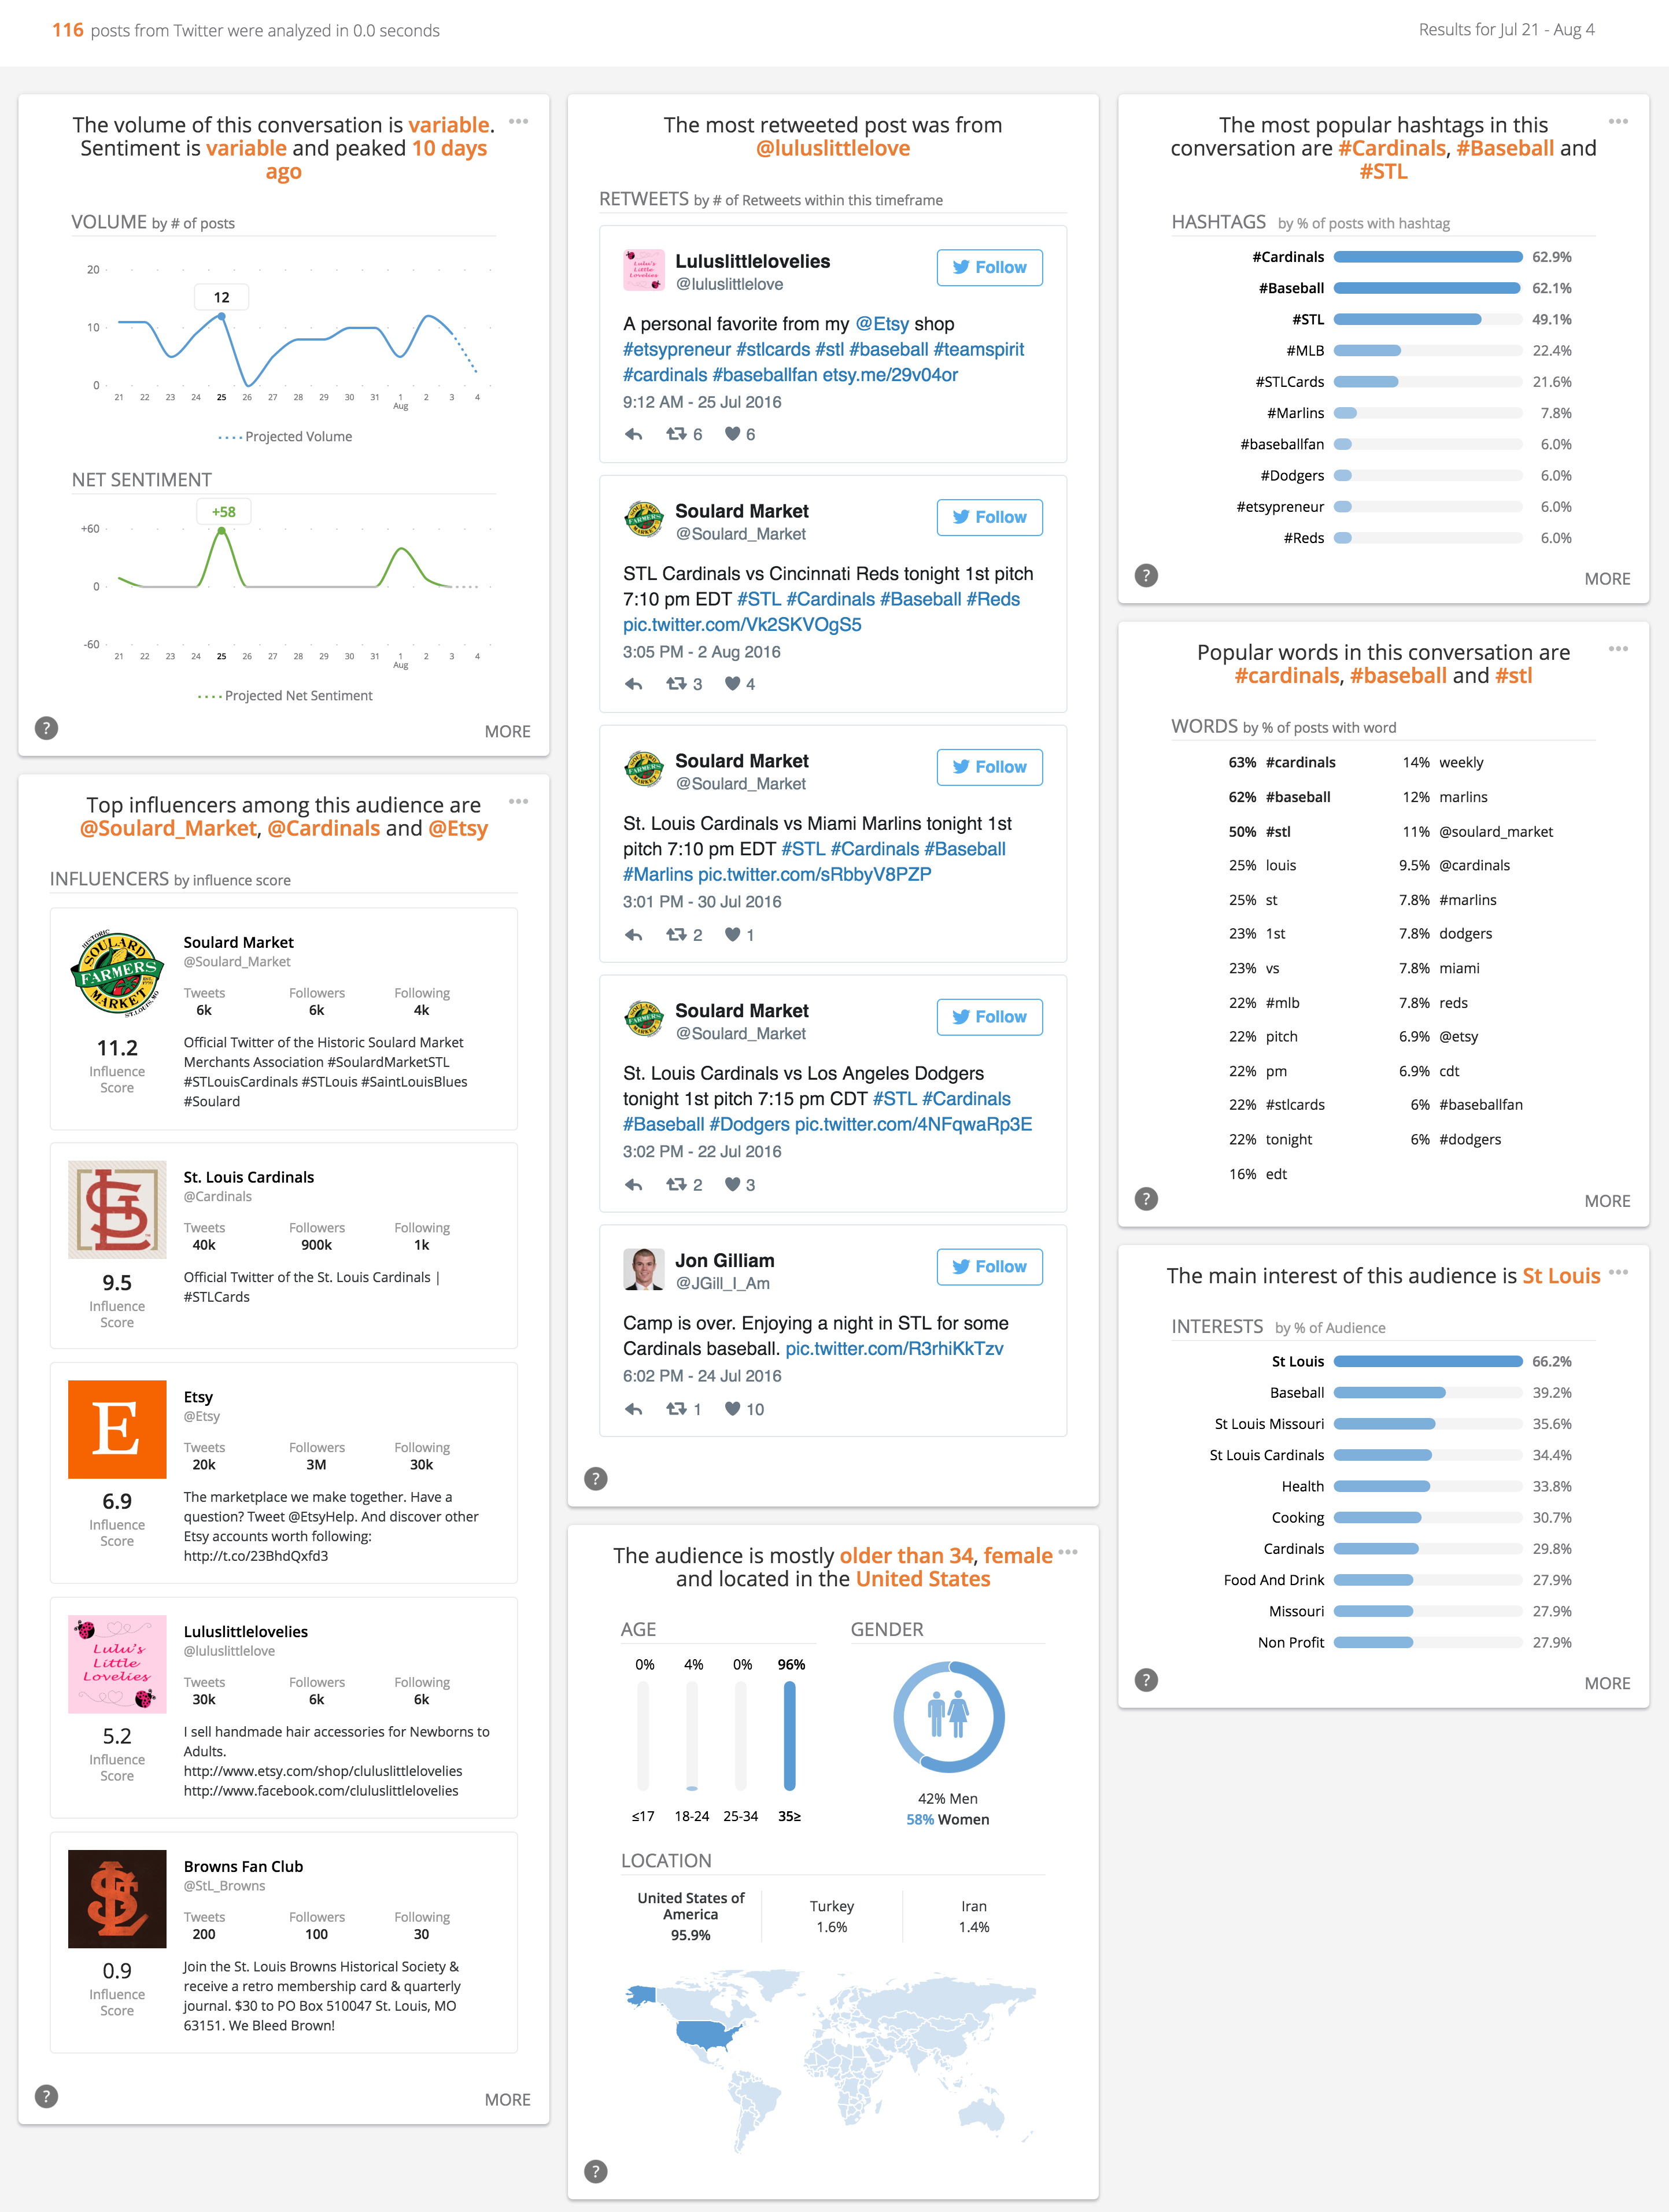 116 posts from Twitter were analyzed in 0.0 seconds
Results for Jul 21 - Aug 4
The volume of this conversation is variable.
Sentiment is variable and peaked 10 days
ago
VOLUME by # of posts
20
12
10
0
21 22 23 24 25 26 27 28 29 30 31 1 2 3 4
Aug
Projected Volume
NET SENTIMENT
+58
+60
0
-60
21 22 23 24 25 26 27 28 29 30 31 1 2 3 4
Aug
Projected Net Sentiment
?
MORE
Top influencers among this audience are
@Soulard_Market, @Cardinals and @Etsy
INFLUENCERS by influence score
HISTORIC
SOULARD
FARMERS
MARKET
ST. LOUIS, MO
Soulard Market
@Soulard_Market
Tweets Followers Following
6k 6k 4k
11.2
Influence
Score
Official Twitter of the Historic Soulard Market
Merchants Association #SoulardMarketSTL
#STLouisCardinals #STLouis #SaintLouisBlues
#Soulard
St. Louis Cardinals
@Cardinals
Tweets Followers Following
40k 900k 1k
9.5
Influence
Score
Official Twitter of the St. Louis Cardinals |
#STLCards
E
Etsy
@Etsy
Tweets Followers Following
20k 3M 30k
6.9
Influence
Score
The marketplace we make together. Have a
question? Tweet @EtsyHelp. And discover other
Etsy accounts worth following:
http://t.co/23BhdQxfd3
Lulu's
Little
Lovelies
Luluslittlelovelies
@luluslittlelove
Tweets Followers Following
30k 6k 6k
5.2
Influence
Score
I sell handmade hair accessories for Newborns to
Adults.
http://www.etsy.com/shop/cluluslittlelovelies
http://www.facebook.com/cluluslittlelovelies
Browns Fan Club
@StL_Browns
Tweets Followers Following
200 100 30
0.9
Influence
Score
Join the St. Louis Browns Historical Society &
receive a retro membership card & quarterly
journal. $30 to PO Box 510047 St. Louis, MO
63151. We Bleed Brown!
?
MORE
The most retweeted post was from
@luluslittlelove
RETWEETS by # of Retweets within this timeframe
Lulu's
Little
Lovelies
Luluslittlelovelies
@luluslittlelove
Follow
A personal favorite from my @Etsy shop
#etsypreneur #stlcards #stl #baseball #teamspirit
#cardinals #baseballfan etsy.me/29v04or
9:12 AM - 25 Jul 2016
6 6
SOULARD
FARMERS
MARKET
Soulard Market
@Soulard_Market
Follow
STL Cardinals vs Cincinnati Reds tonight 1st pitch
7:10 pm EDT #STL #Cardinals #Baseball #Reds
pic.twitter.com/Vk2SKVOgS5
3:05 PM - 2 Aug 2016
3 4
SOULARD
FARMERS
MARKET
Soulard Market
@Soulard_Market
Follow
St. Louis Cardinals vs Miami Marlins tonight 1st
pitch 7:10 pm EDT #STL #Cardinals #Baseball
#Marlins pic.twitter.com/sRbbyV8PZP
3:01 PM - 30 Jul 2016
2 1
SOULARD
FARMERS
MARKET
Soulard Market
@Soulard_Market
Follow
St. Louis Cardinals vs Los Angeles Dodgers
tonight 1st pitch 7:15 pm CDT #STL #Cardinals
#Baseball #Dodgers pic.twitter.com/4NFqwaRp3E
3:02 PM - 22 Jul 2016
2 3
Jon Gilliam
@JGill_I_Am
Follow
Camp is over. Enjoying a night in STL for some
Cardinals baseball. pic.twitter.com/R3rhiKkTzv
6:02 PM - 24 Jul 2016
1 10
?
The audience is mostly older than 34, female
and located in the United States
AGE
0% 4% 0% 96%
≤17 18-24 25-34 35≥
GENDER
42% Men
58% Women
LOCATION
United States of
America
95.9%
Turkey
1.6%
Iran
1.4%
?
The most popular hashtags in this
conversation are #Cardinals, #Baseball and
#STL
HASHTAGS by % of posts with hashtag
#Cardinals 62.9%
#Baseball 62.1%
#STL 49.1%
#MLB 22.4%
#STLCards 21.6%
#Marlins 7.8%
#baseballfan 6.0%
#Dodgers 6.0%
#etsypreneur 6.0%
#Reds 6.0%
?
MORE
Popular words in this conversation are
#cardinals, #baseball and #stl
WORDS by % of posts with word
63% #cardinals 14% weekly
62% #baseball 12% marlins
50% #stl 11% @soulard_market
25% louis 9.5% @cardinals
25% st 7.8% #marlins
23% 1st 7.8% dodgers
23% vs 7.8% miami
22% #mlb 7.8% reds
22% pitch 6.9% @etsy
22% pm 6.9% cdt
22% #stlcards 6% #baseballfan
22% tonight 6% #dodgers
16% edt
?
MORE
The main interest of this audience is St Louis
INTERESTS by % of Audience
St Louis 66.2%
Baseball 39.2%
St Louis Missouri 35.6%
St Louis Cardinals 34.4%
Health 33.8%
Cooking 30.7%
Cardinals 29.8%
Food And Drink 27.9%
Missouri 27.9%
Non Profit 27.9%
?
MORE